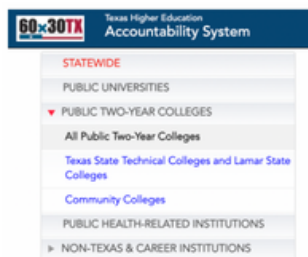 60x30TX
Texas Higher Education
Accountability System
STATEWIDE
PUBLIC UNIVERSITIES
PUBLIC TWO-YEAR COLLEGES
All Public Two-Year Colleges
Texas State Technical Colleges and Lamar State
Colleges
Community Colleges
PUBLIC HEALTH-RELATED INSTITUTIONS
NON-TEXAS & CAREER INSTITUTIONS